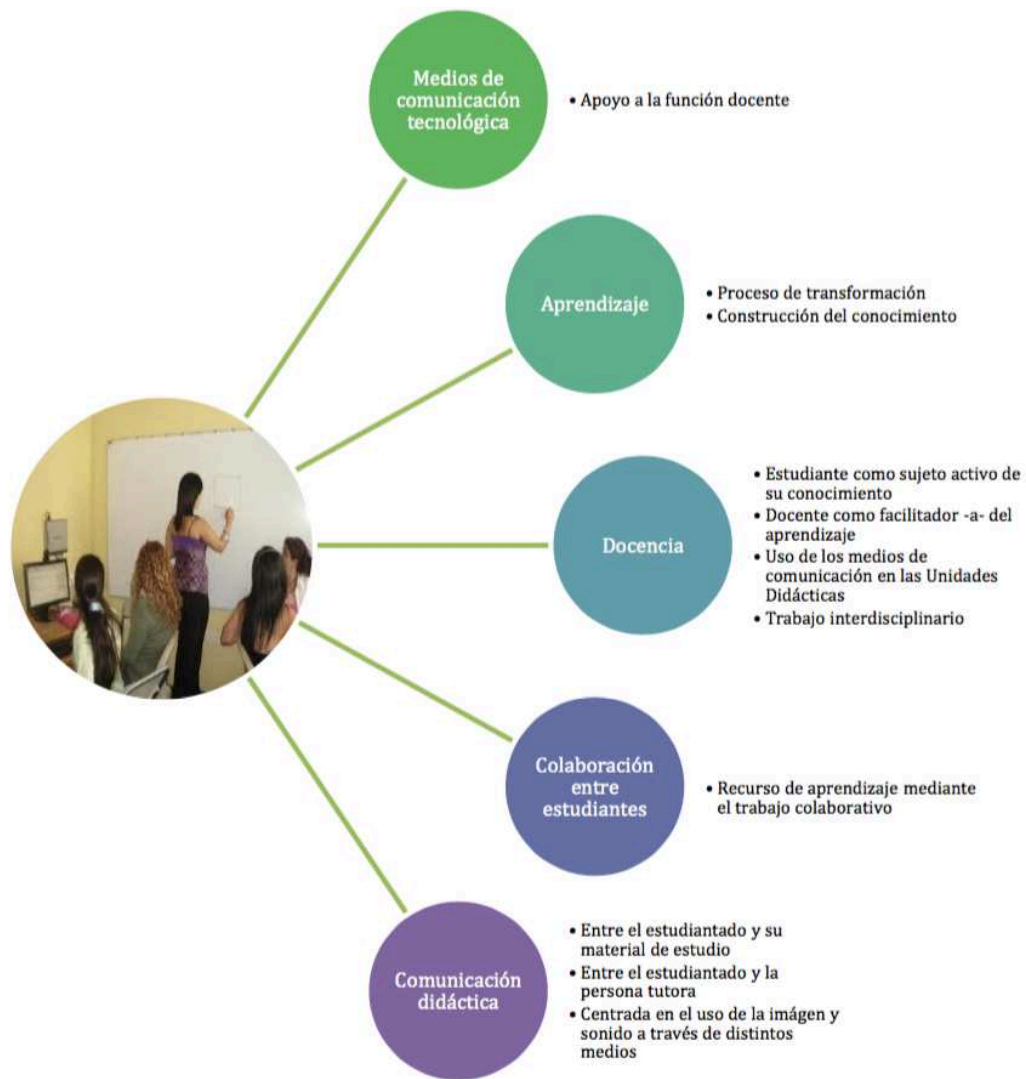 Medios de
comunicación
tecnológica
• Apoyo a la función docente
Aprendizaje
• Proceso de transformación
• Construcción del conocimiento
Docencia
• Estudiante como sujeto activo de
su conocimiento
• Docente como facilitador -a- del
aprendizaje
• Uso de los medios de
comunicación en las Unidades
Didácticas
• Trabajo interdisciplinario
Colaboración
entre
estudiantes
• Recurso de aprendizaje mediante
el trabajo colaborativo
Comunicación
didáctica
• Entre el estudiantado y su
material de estudio
• Entre el estudiantado y la
persona tutora
• Centrada en el uso de la imágen y
sonido a través de distintos
medios